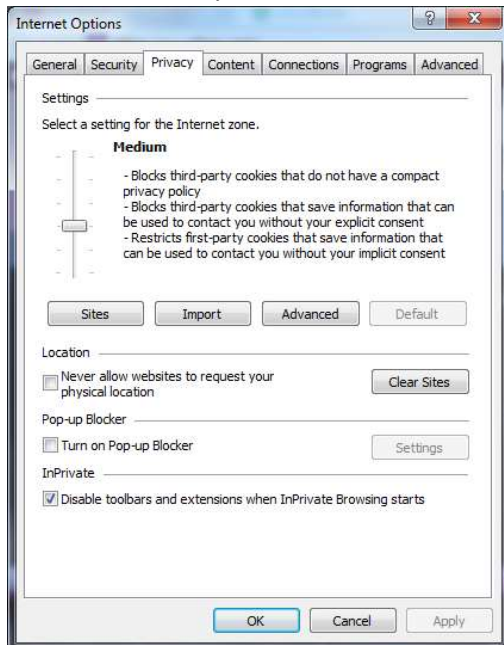 Internet Options
General Security Privacy Content Connections Programs Advanced
Settings
Select a setting for the Internet zone.
Medium
- Blocks third-party cookies that do not have a compact
privacy policy
- Blocks third-party cookies that save information that can
be used to contact you without your explicit consent
- Restricts first-party cookies that save information that
can be used to contact you without your implicit consent
Sites Import Advanced Default
Location
Never allow websites to request your
physical location
Clear Sites
Pop-up Blocker
Turn on Pop-up Blocker
Settings
InPrivate
Disable toolbars and extensions when InPrivate Browsing starts
OK Cancel Apply